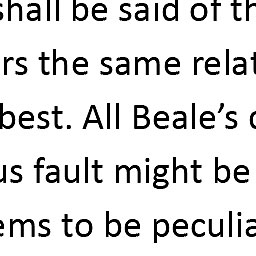 shall be said of th
rs the same relat
best. All Beale’s
us fault might be
ems to be peculia